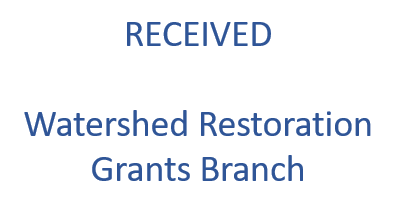 RECEIVED
Watershed Restoration
Grants Branch